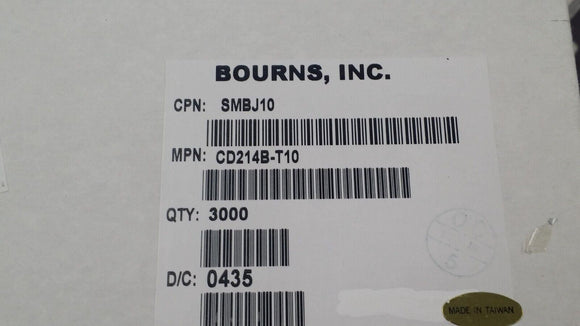 BOURNS, INC.
CPN: SMBJ10
MPN: CD214B-T10
QTY: 3000
D/C: 0435
MADE IN TAIWAN